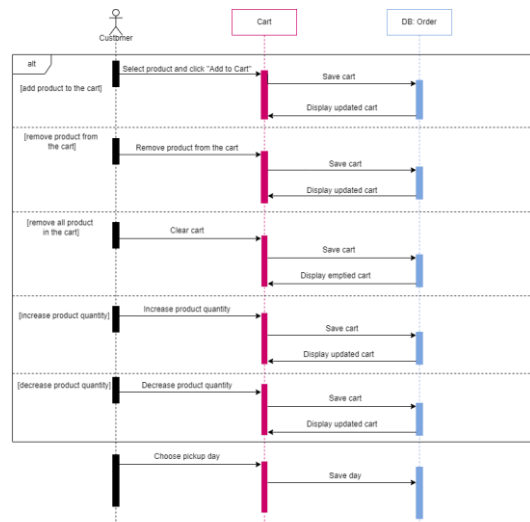 Customer
Cart
DB: Order
alt
Select product and click "Add to Cart"
Save cart
[add product to the cart]
Display updated cart
[remove product from
the cart]
Remove product from the cart
Save cart
Display updated cart
[remove all product
in the cart]
Clear cart
Save cart
Display emptied cart
[increase product quantity]
Increase product quantity
Save cart
Display updated cart
[decrease product quantity]
Decrease product quantity
Save cart
Display updated cart
Choose pickup day
Save day